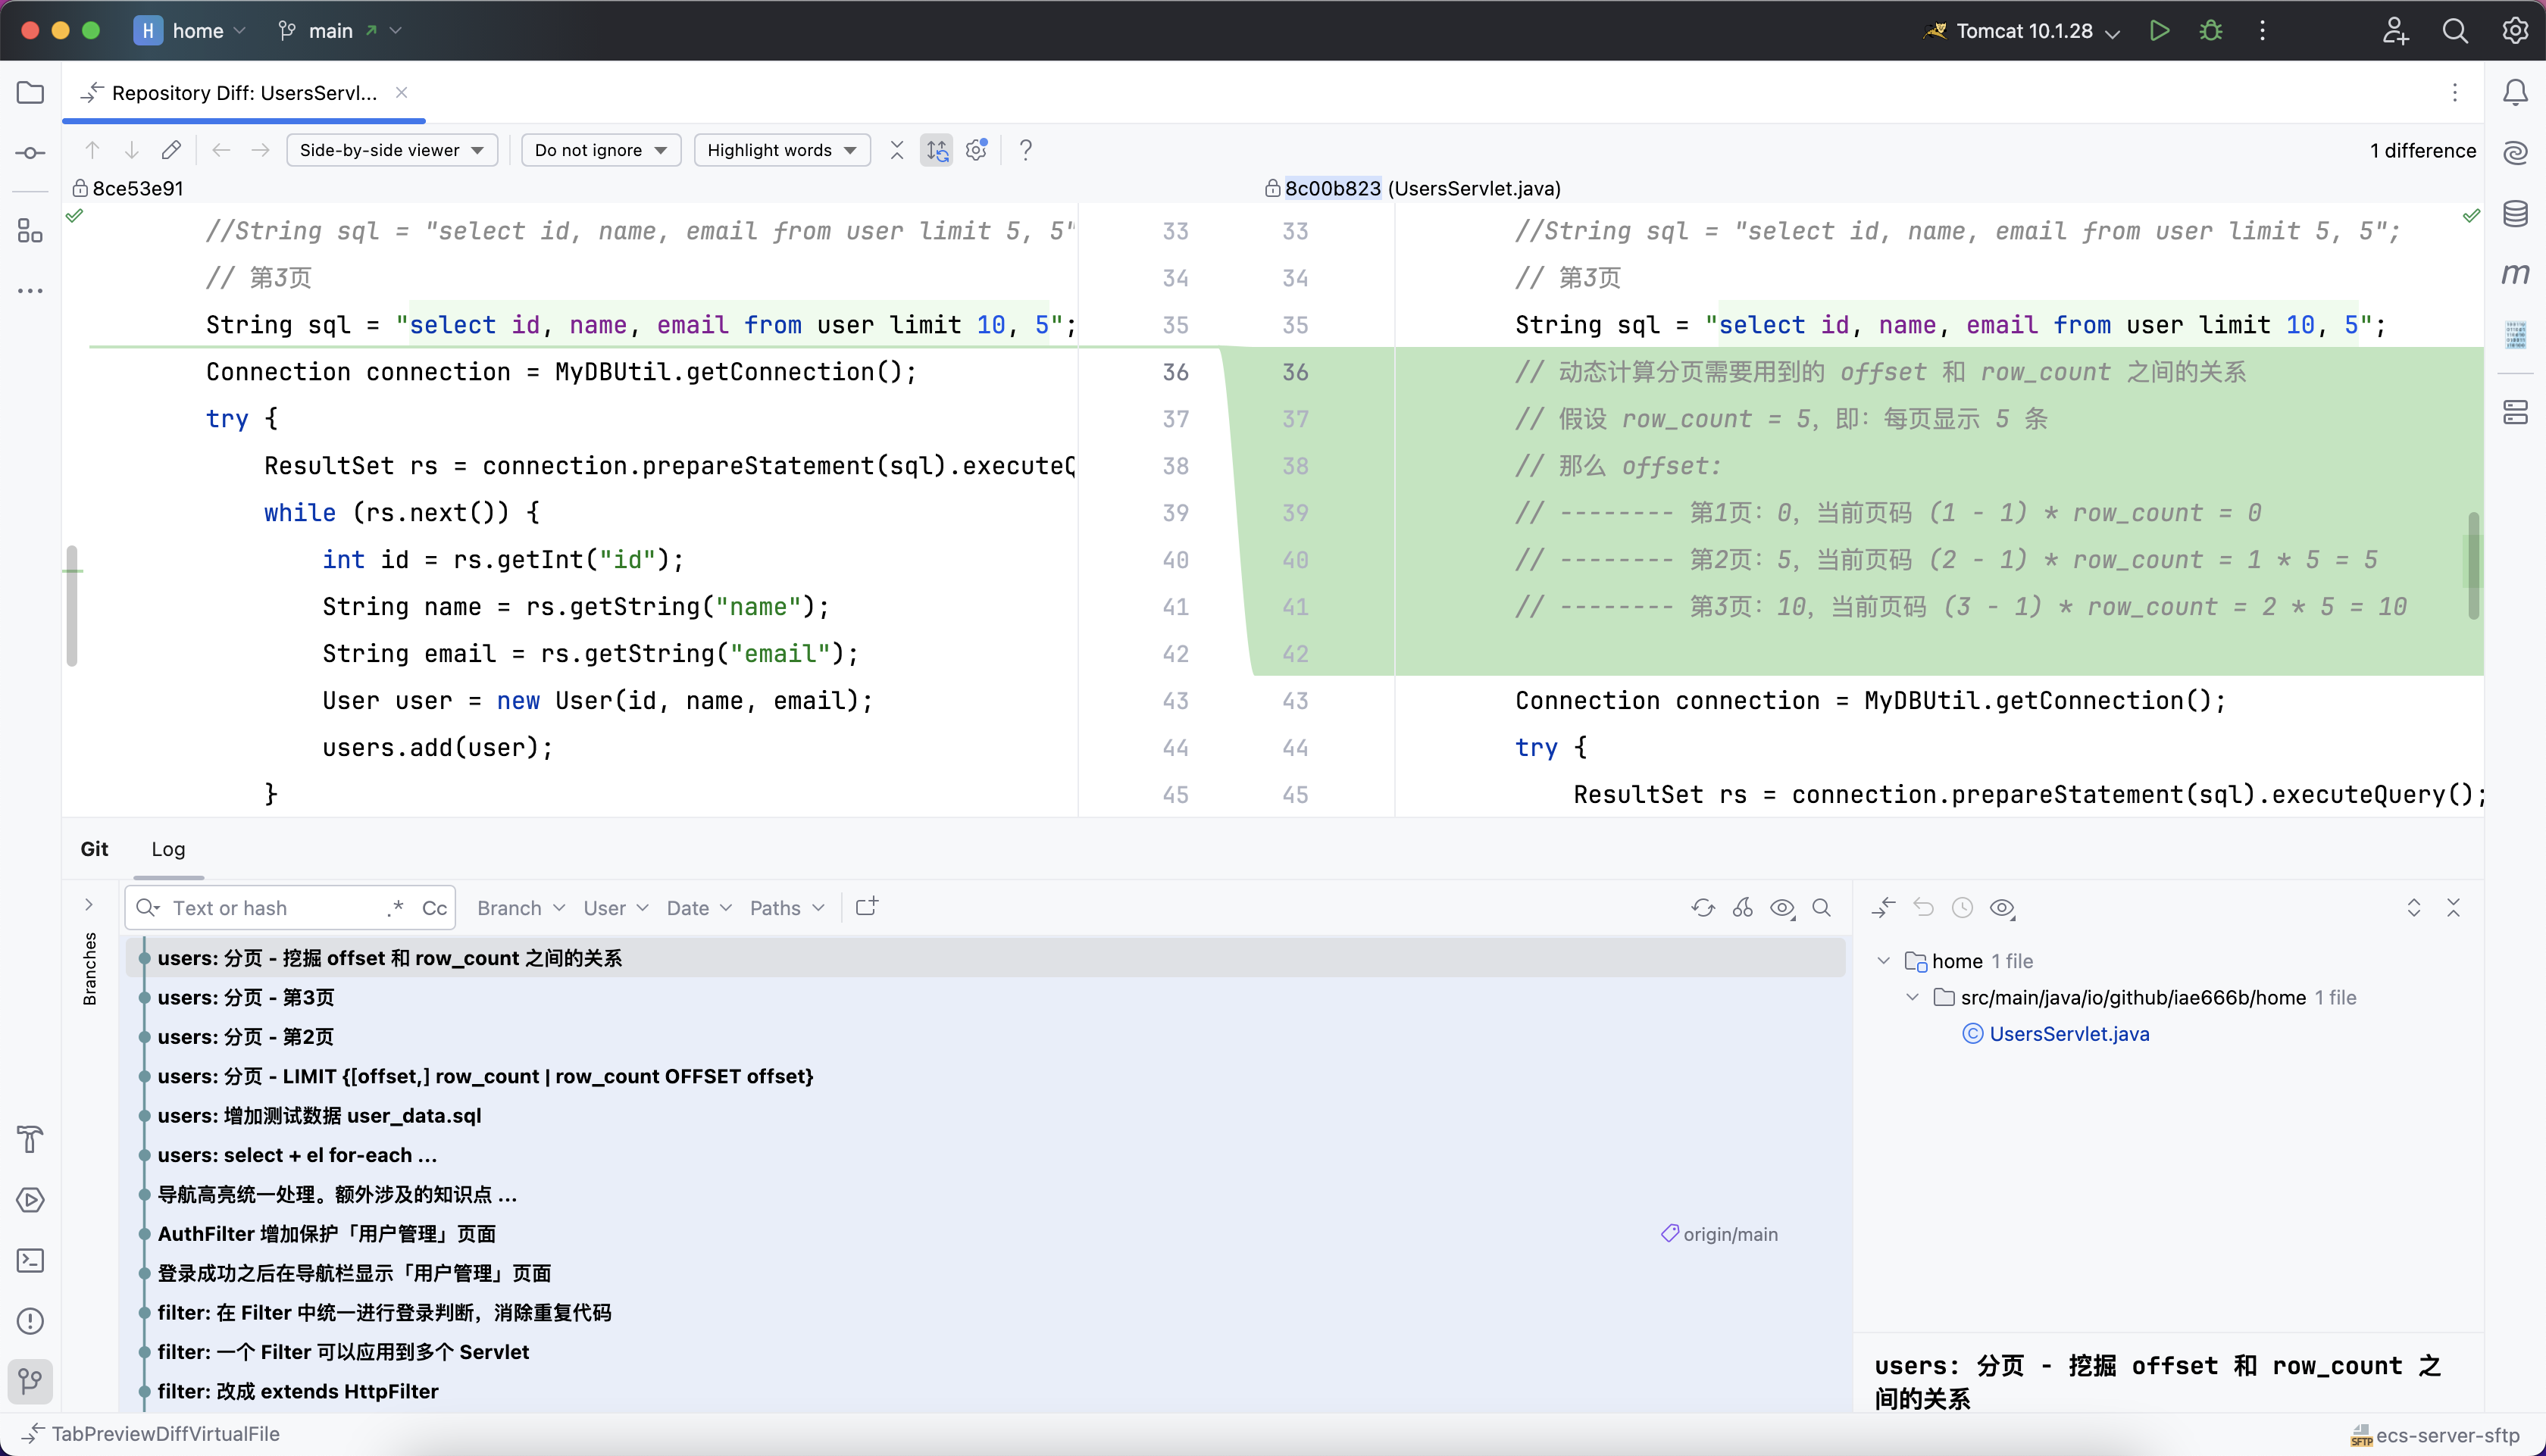 H home main Tomcat 10.1.28
Repository Diff: UsersServl...
Side-by-side viewer Do not ignore Highlight words ? 1 difference
8ce53e91 8c00b823 (UsersServlet.java)
//String sql = "select id, name, email from user limit 5, 5" 33 33 //String sql = "select id, name, email from user limit 5, 5";
// 第3页 34 34 // 第3页
String sql = "select id, name, email from user limit 10, 5"; 35 35 String sql = "select id, name, email from user limit 10, 5";
Connection connection = MyDBUtil.getConnection(); 36 36 // 动态计算分页需要用到的 offset 和 row_count 之间的关系
try { 37 37 // 假设 row_count = 5, 即: 每页显示 5 条
ResultSet rs = connection.prepareStatement(sql).executeQ 38 38 // 那么 offset:
while (rs.next()) { 39 39 // -------- 第1页: 0, 当前页码 (1 - 1) * row_count = 0
int id = rs.getInt("id"); 40 40 // -------- 第2页: 5, 当前页码 (2 - 1) * row_count = 1 * 5 = 5
String name = rs.getString("name"); 41 41 // -------- 第3页: 10, 当前页码 (3 - 1) * row_count = 2 * 5 = 10
String email = rs.getString("email"); 42 42
User user = new User(id, name, email); 43 43 Connection connection = MyDBUtil.getConnection();
users.add(user); 44 44 try {
} 45 45 ResultSet rs = connection.prepareStatement(sql).executeQuery();
Git Log
Text or hash .* Cc Branch User Date Paths
Branches
users: 分页 - 挖掘 offset 和 row_count 之间的关系
users: 分页 - 第3页
users: 分页 - 第2页
users: 分页 - LIMIT {[offset,] row_count | row_count OFFSET offset}
users: 增加测试数据 user_data.sql
users: select + el for-each ...
导航高亮统一处理。额外涉及的知识点 ...
AuthFilter 增加保护「用户管理」页面 origin/main
登录成功之后在导航栏显示「用户管理」页面
filter: 在 Filter 中统一进行登录判断，消除重复代码
filter: 一个 Filter 可以应用到多个 Servlet
filter: 改成 extends HttpFilter
home 1 file
src/main/java/io/github/iae666b/home 1 file
UsersServlet.java
users: 分页 - 挖掘 offset 和 row_count 之
间的关系
TabPreviewDiffVirtualFile
SFTP ecs-server-sftp